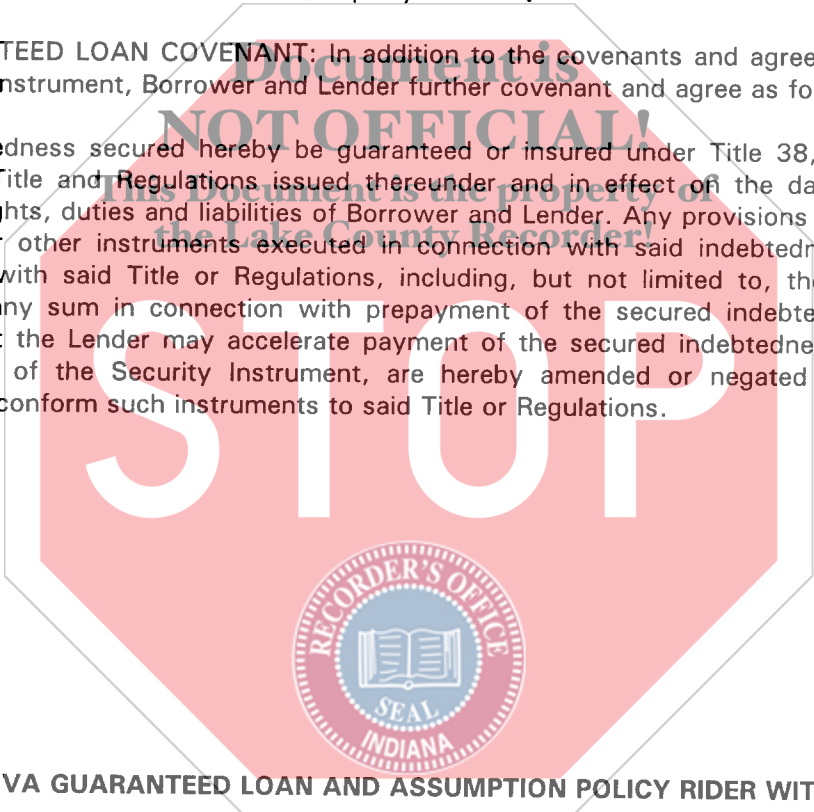 TEED LOAN COVENANT: In addition to the covenants and agree
Document is
nstrument, Borrower and Lender further covenant and agree as fo
NOT OFFICIAL!
edness secured hereby be guaranteed or insured under Title 38,
Title and Regulations issued thereunder and in effect on the da
This Document is the property of
ghts, duties and liabilities of Borrower and Lender. Any provisions
the Lake County Recorder!
r other instruments executed in connection with said indebtedn
with said Title or Regulations, including, but not limited to, the
any sum in connection with prepayment of the secured indebte
t the Lender may accelerate payment of the secured indebtedne
of the Security Instrument, are hereby amended or negated
conform such instruments to said Title or Regulations.
STOP
RECORDER'S OFFICE
SEAL
INDIANA
VA GUARANTEED LOAN AND ASSUMPTION POLICY RIDER WIT